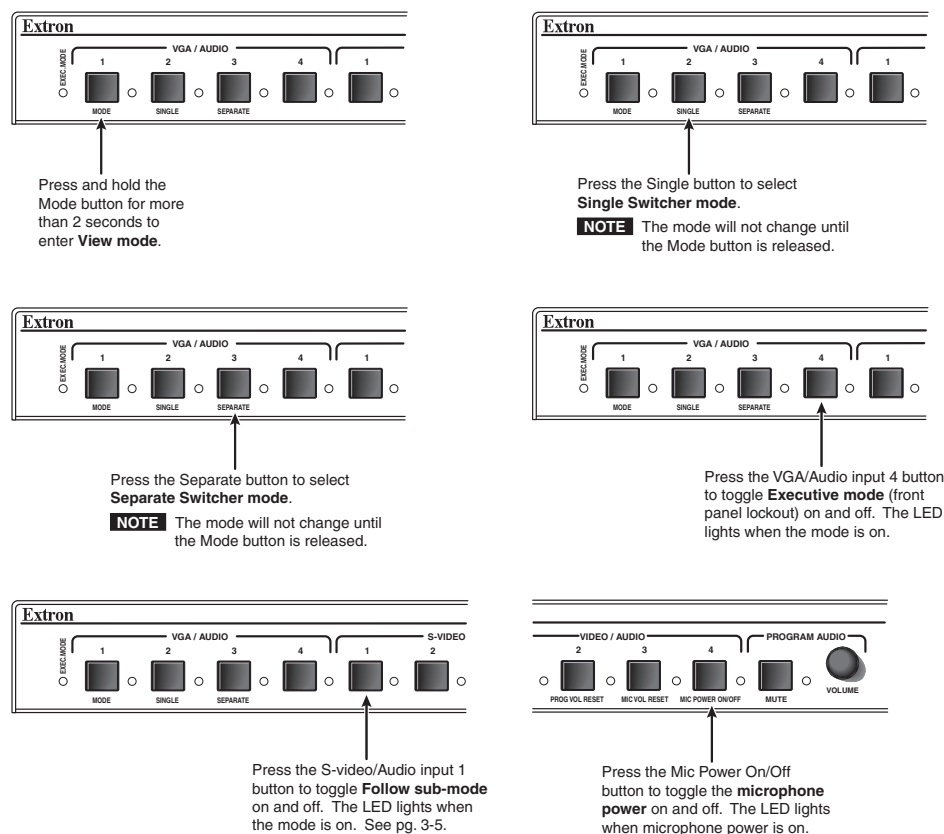 Extron
EXEC.MODE
VGA / AUDIO
1 2 3 4 1
MODE SINGLE SEPARATE
Press and hold the
Mode button for more
than 2 seconds to
enter View mode.
Extron
EXEC.MODE
VGA / AUDIO
1 2 3 4 1
MODE SINGLE SEPARATE
Press the Single button to select
Single Switcher mode.
NOTE The mode will not change until
the Mode button is released.
Extron
EXEC.MODE
VGA / AUDIO
1 2 3 4 1
MODE SINGLE SEPARATE
Press the Separate button to select
Separate Switcher mode.
NOTE The mode will not change until
the Mode button is released.
Extron
EXEC.MODE
VGA / AUDIO
1 2 3 4 1
MODE SINGLE SEPARATE
Press the VGA/Audio input 4 button
to toggle Executive mode (front
panel lockout) on and off. The LED
lights when the mode is on.
Extron
EXEC.MODE
VGA / AUDIO S-VIDEO
1 2 3 4 1 2
MODE SINGLE SEPARATE
Press the S-video/Audio input 1
button to toggle Follow sub-mode
on and off. The LED lights when
the mode is on. See pg. 3-5.
VIDEO / AUDIO PROGRAM AUDIO
2 3 4
PROG VOL RESET MIC VOL RESET MIC POWER ON/OFF MUTE VOLUME
Press the Mic Power On/Off
button to toggle the microphone
power on and off. The LED lights
when microphone power is on.